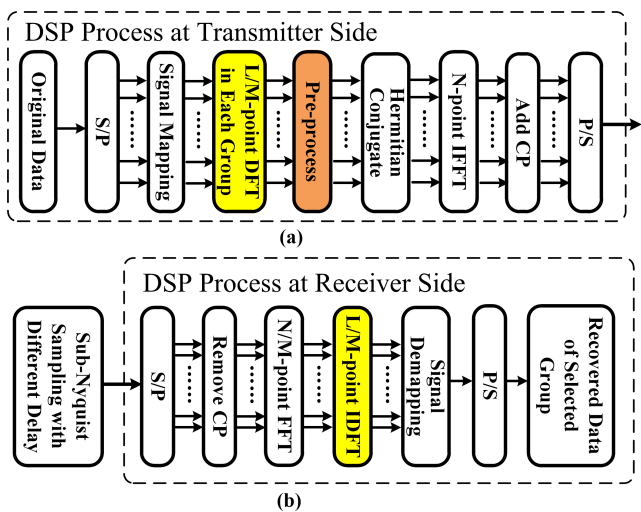 DSP Process at Transmitter Side
Original Data
S/P
Signal Mapping
L/M-point DFT
in Each Group
Pre-process
Hermitian
Conjugate
N-point IFFT
Add CP
P/S
(a)
DSP Process at Receiver Side
Sub-Nyquist
Sampling with
Different Delay
S/P
Remove CP
N/M-point FFT
L/M-point IDFT
Signal
Demapping
P/S
Recovered Data
of Selected
Group
(b)